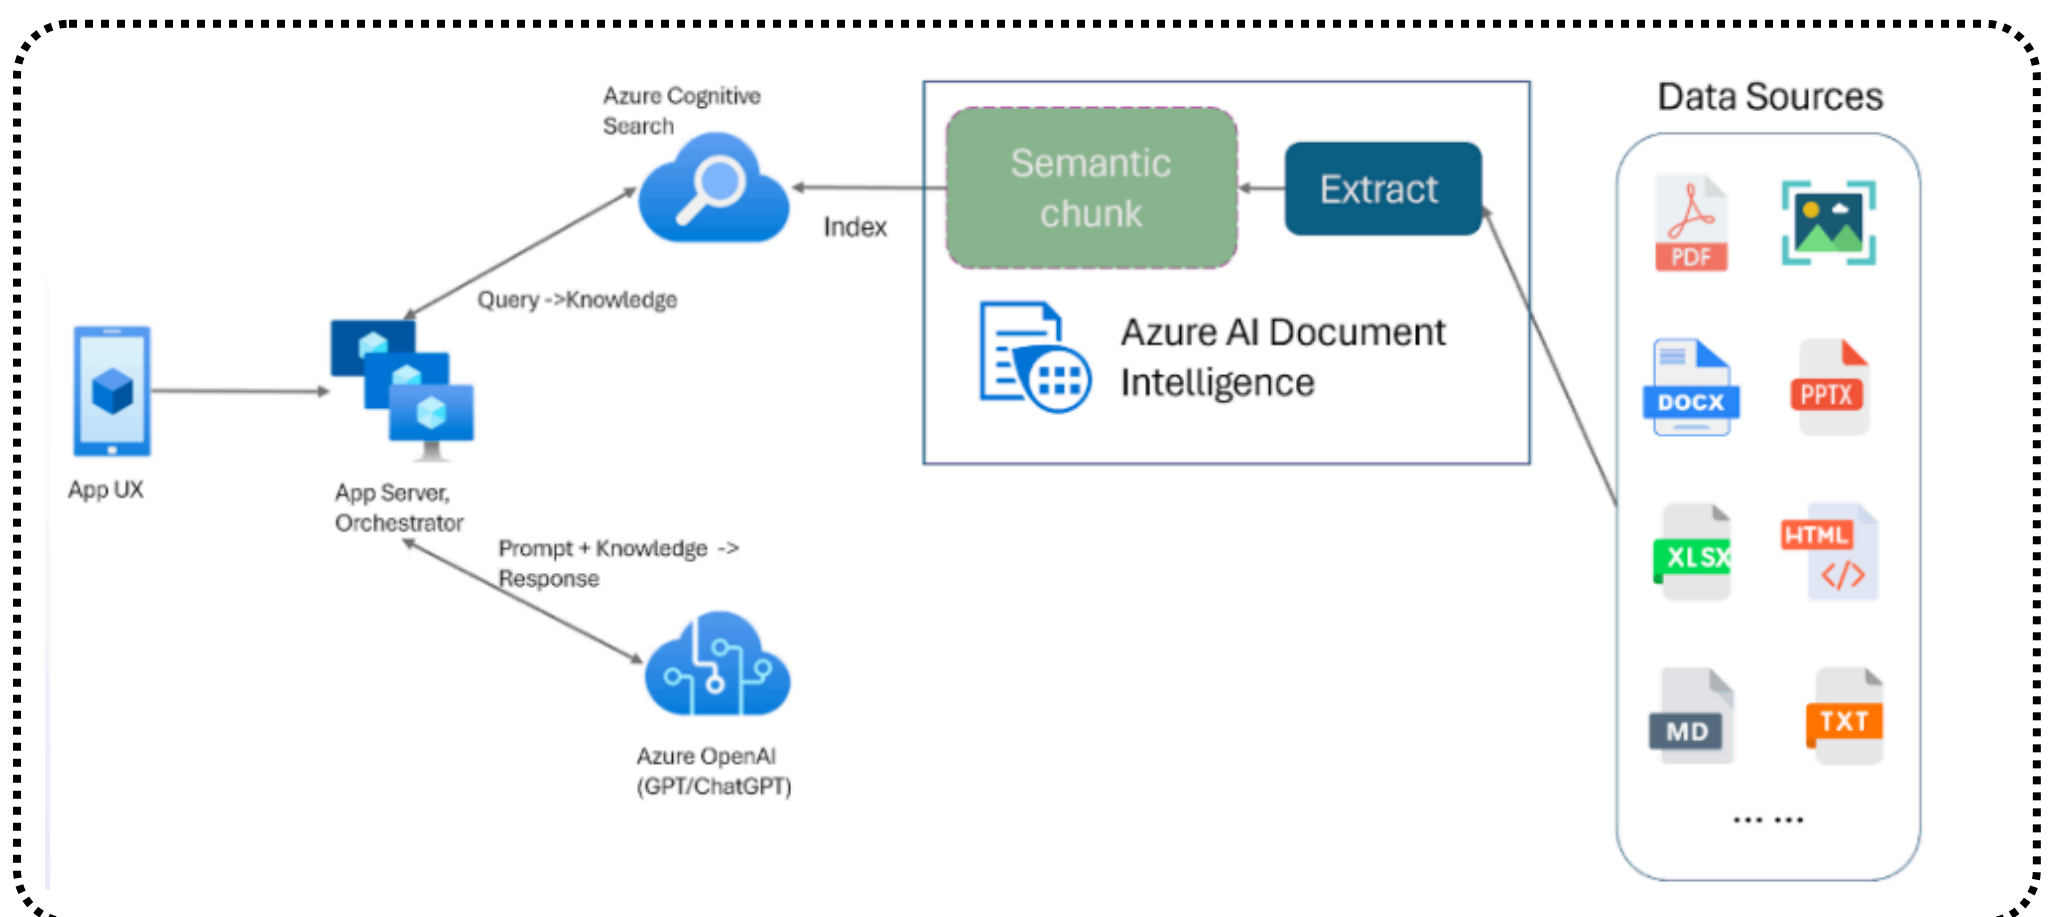 Azure Cognitive
Search
Semantic
chunk
Extract
Index
Azure AI Document
Intelligence
Query ->Knowledge
App UX
App Server,
Orchestrator
Prompt + Knowledge ->
Response
Azure OpenAI
(GPT/ChatGPT)
Data Sources
PDF
DOCX
PPTX
XLSX
HTML
</>
MD
TXT
... ...